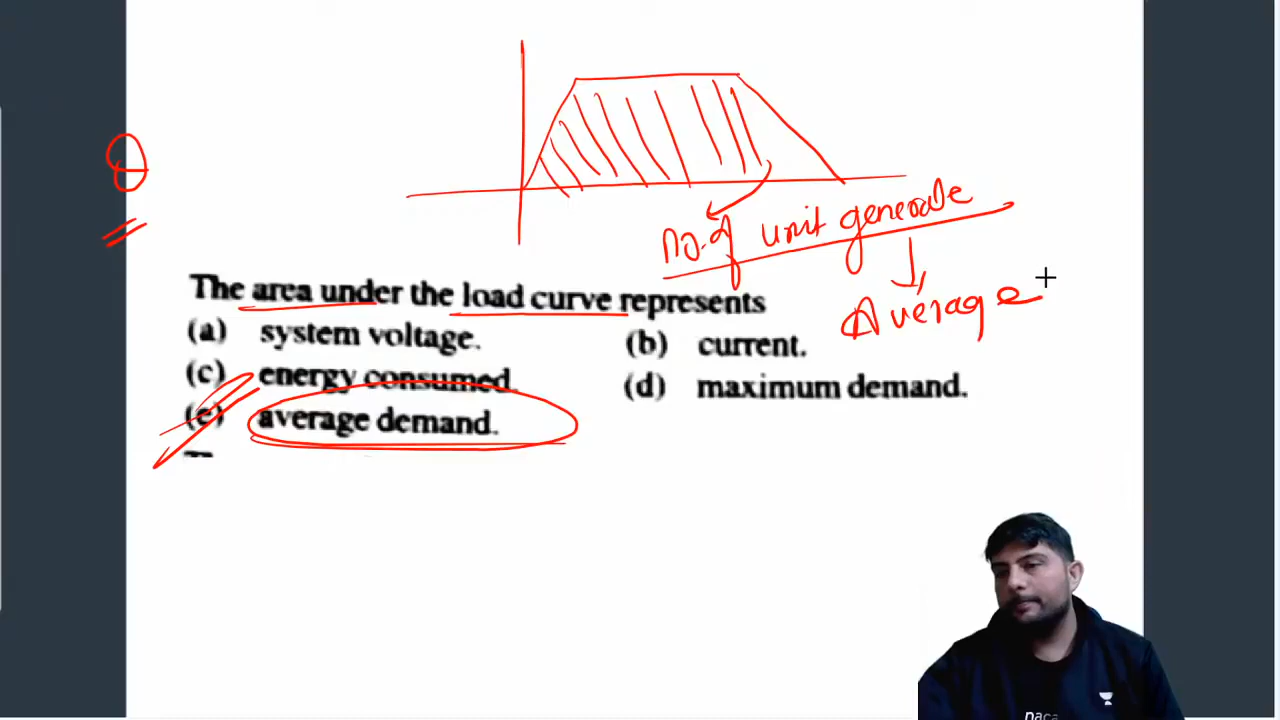 Q
No. of unit generate
Average
The area under the load curve represents
(a) system voltage.
(b) current.
(c) energy consumed.
(d) maximum demand.
(e) average demand.